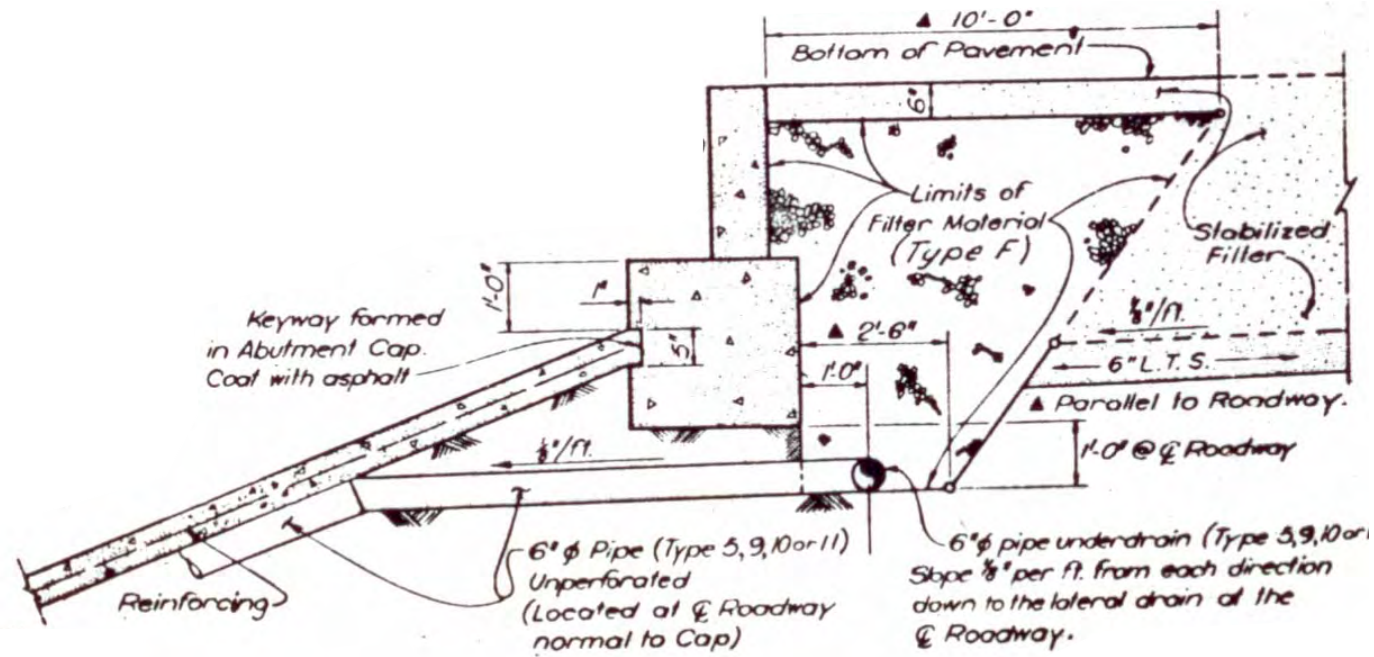 ▲ 10'-0"
Bottom of Pavement
6"
Limits of
Filter Material
(Type F)
Stabilized
Filter
1'-0"
1"
5"
Keyway formed
in Abutment Cap.
Coat with asphalt
▲ 2'-6"
1'-0"
⅛"/ft.
6" L.T.S.
▲ Parallel to Roadway.
1'-0" @ ℄ Roadway
⅛"/ft.
6" ϕ Pipe (Type 5,9,10 or 11)
Unperforated
(Located at ℄ Roadway
normal to Cap)
Reinforcing
6" ϕ pipe underdrain (Type 5,9,10 or
Slope ⅛" per ft. from each direction
down to the lateral drain at the
℄ Roadway.